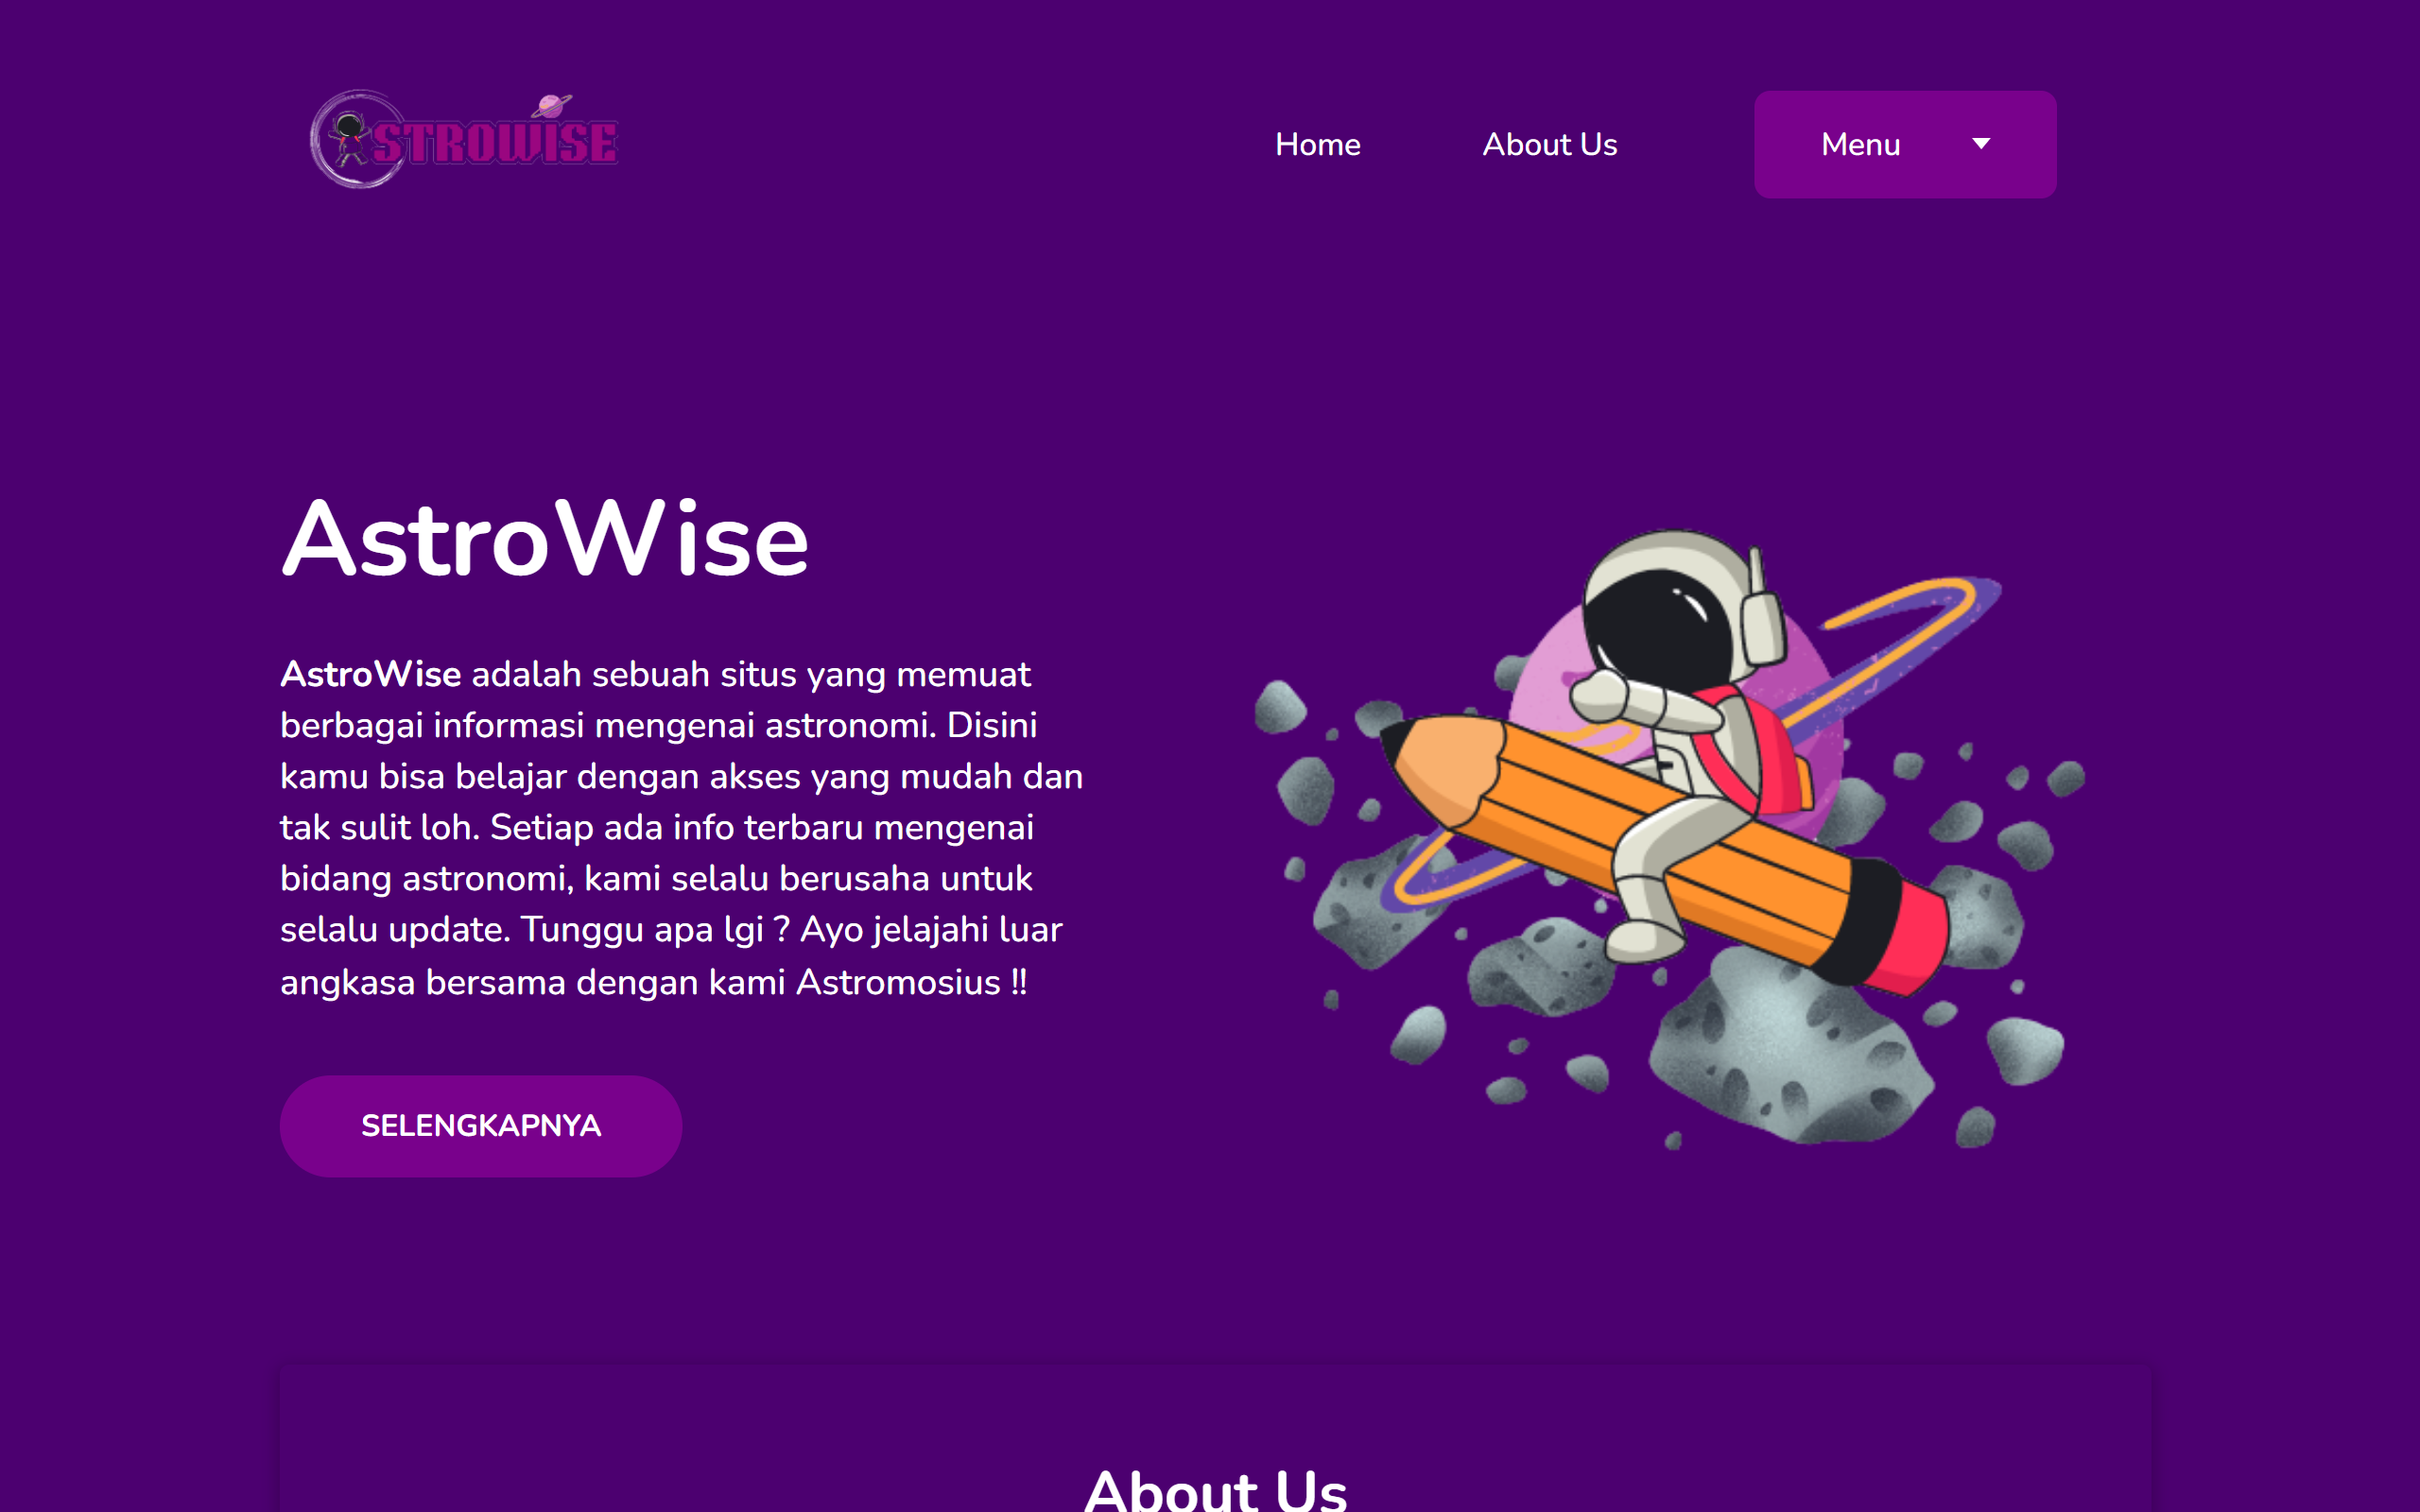 STROWISE
Home
About Us
Menu
AstroWise
AstroWise adalah sebuah situs yang memuat
berbagai informasi mengenai astronomi. Disini
kamu bisa belajar dengan akses yang mudah dan
tak sulit loh. Setiap ada info terbaru mengenai
bidang astronomi, kami selalu berusaha untuk
selalu update. Tunggu apa lgi ? Ayo jelajahi luar
angkasa bersama dengan kami Astromosius !!
SELENGKAPNYA
About Us